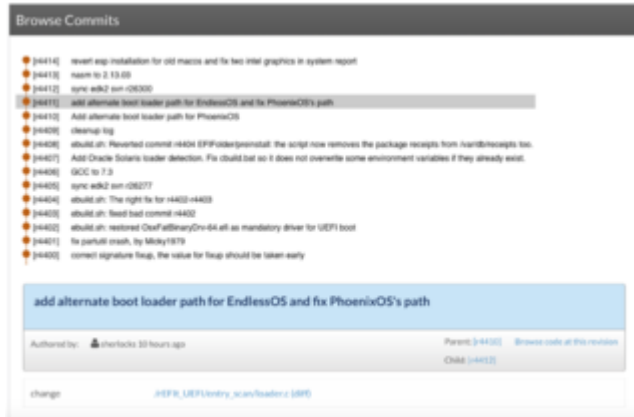 Browse Commits
[r4414] revert esp installation for old macos and fix two intel graphics in system report
[r4413] nasm to 2.13.03
[r4412] sync edk2 svn r26300
[r4411] add alternate boot loader path for EndlessOS and fix PhoenixOS's path
[r4410] Add alternate boot loader path for PhoenixOS
[r4409] cleanup log
[r4408] ebuild.sh: Reverted commit r4404 EFIFolder/preinstall: the script now removes the package receipts from /var/db/receipts too.
[r4407] Add Oracle Solaris loader detection. Fix cbuild.bat so it does not overwrite some environment variables if they already exist.
[r4406] GCC to 7.3
[r4405] sync edk2 svn r26277
[r4404] ebuild.sh: The right fix for r4402-r4403
[r4403] ebuild.sh: fixed bad commit r4402
[r4402] ebuild.sh: restored OsxFatBinaryDrv-64.efi as mandatory driver for UEFI boot
[r4401] fix partutil crash, by Micky1979
[r4400] correct signature fixup, the value for fixup should be taken early
add alternate boot loader path for EndlessOS and fix PhoenixOS's path
Authored by: sherlocks 10 hours ago
Parent: [r4410] Browse code at this revision
Child: [r4412]
change /rEFIt_UEFI/entry_scan/loader.c (diff)